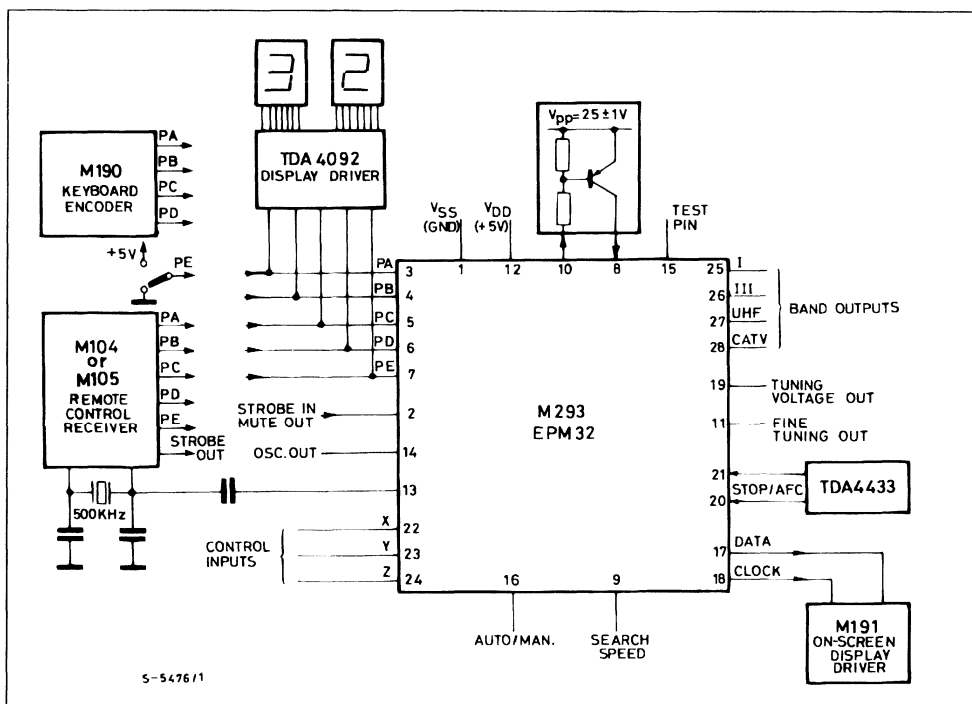 3 2
TDA 4092
DISPLAY DRIVER
M190
KEYBOARD
ENCODER
PA
PB
PC
PD
+5V
PE
M104
or
M105
REMOTE
CONTROL
RECEIVER
PA
PB
PC
PD
PE
STROBE
OUT
500KHz
Vpp=25±1V
VSS
(GND)
VDD
(+5V)
TEST
PIN
1 12 10 8 15
PA 3
PB 4
PC 5
PD 6
PE 7
STROBE IN
MUTE OUT
2
OSC. OUT 14
13
CONTROL
INPUTS
X 22
Y 23
Z 24
M293
EPM32
25 I
26 III
27 UHF
28 CATV
BAND OUTPUTS
19 TUNING
VOLTAGE OUT
11 FINE
TUNING OUT
21
STOP/AFC
20
TDA4433
17 DATA
18 CLOCK
M191
ON-SCREEN
DISPLAY
DRIVER
16 9
AUTO/MAN.
SEARCH
SPEED
S-5476/1